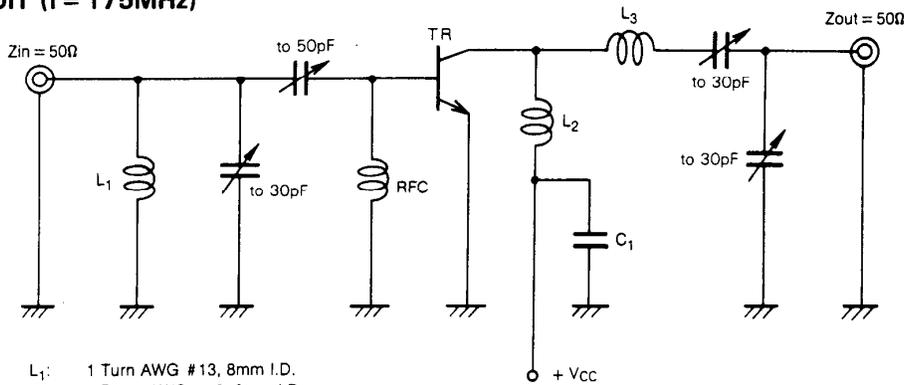 (f = 175MHz)
Zin = 50Ω
to 50pF
TR
L3
Zout = 50Ω
to 30pF
L2
L1
to 30pF
RFC
to 30pF
C1
L1: 1 Turn AWG #13, 8mm I.D.
+ VCC